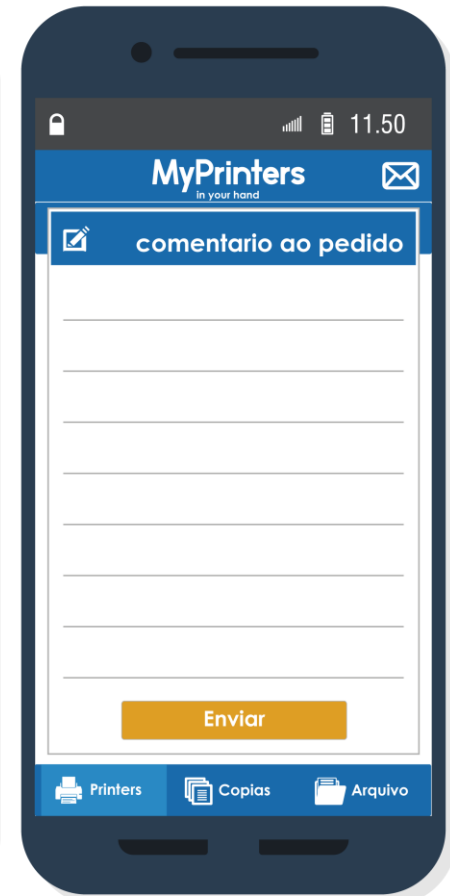 11.50
MyPrinters
in your hand
comentario ao pedido
Enviar
Printers Copias Arquivo